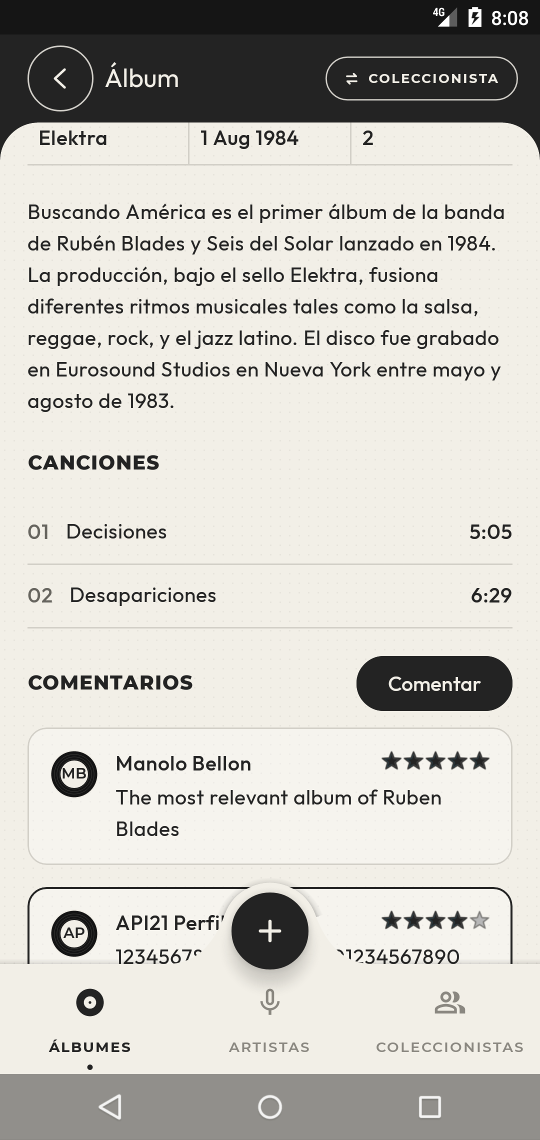 4G 8:08
Álbum
COLECCIONISTA
Elektra 1 Aug 1984 2
Buscando América es el primer álbum de la banda
de Rubén Blades y Seis del Solar lanzado en 1984.
La producción, bajo el sello Elektra, fusiona
diferentes ritmos musicales tales como la salsa,
reggae, rock, y el jazz latino. El disco fue grabado
en Eurosound Studios en Nueva York entre mayo y
agosto de 1983.
CANCIONES
01 Decisiones 5:05
02 Desapariciones 6:29
COMENTARIOS Comentar
MB Manolo Bellon
The most relevant album of Ruben
Blades
AP API21
ÁLBUMES ARTISTAS COLECCIONISTAS